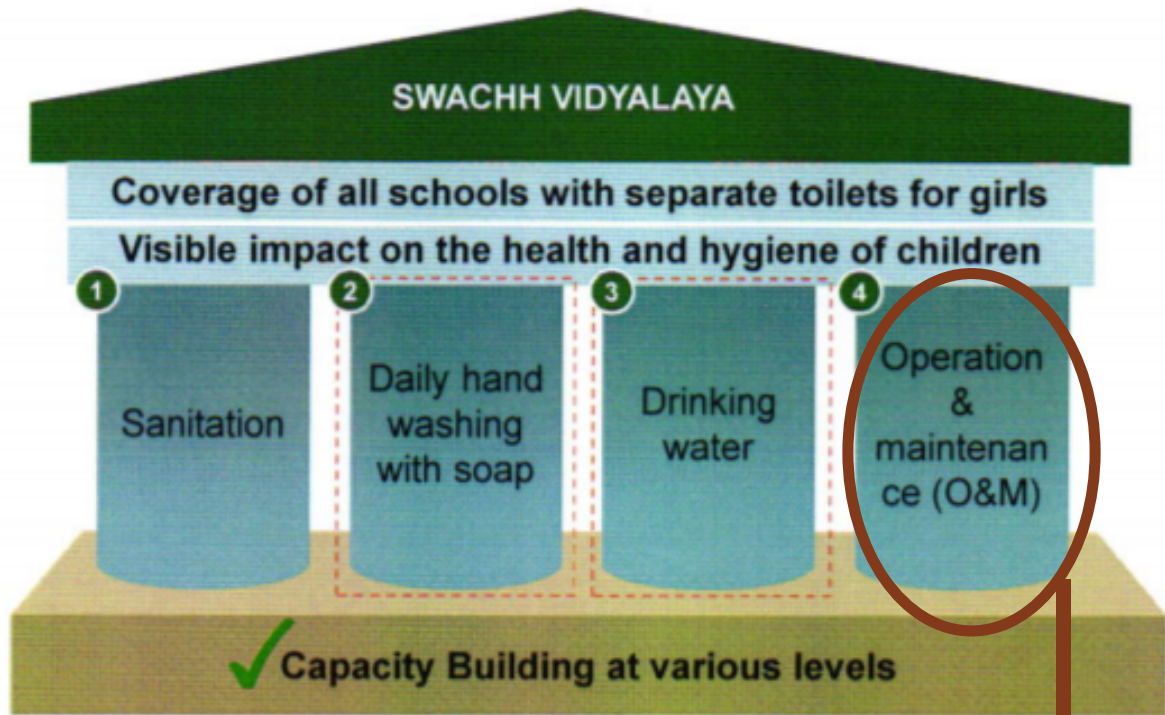 SWACHH VIDYALAYA
Coverage of all schools with separate toilets for girls
Visible impact on the health and hygiene of children
1
Sanitation
2
Daily hand
washing
with soap
3
Drinking
water
4
Operation
&
maintenan
ce (O&M)
Capacity Building at various levels